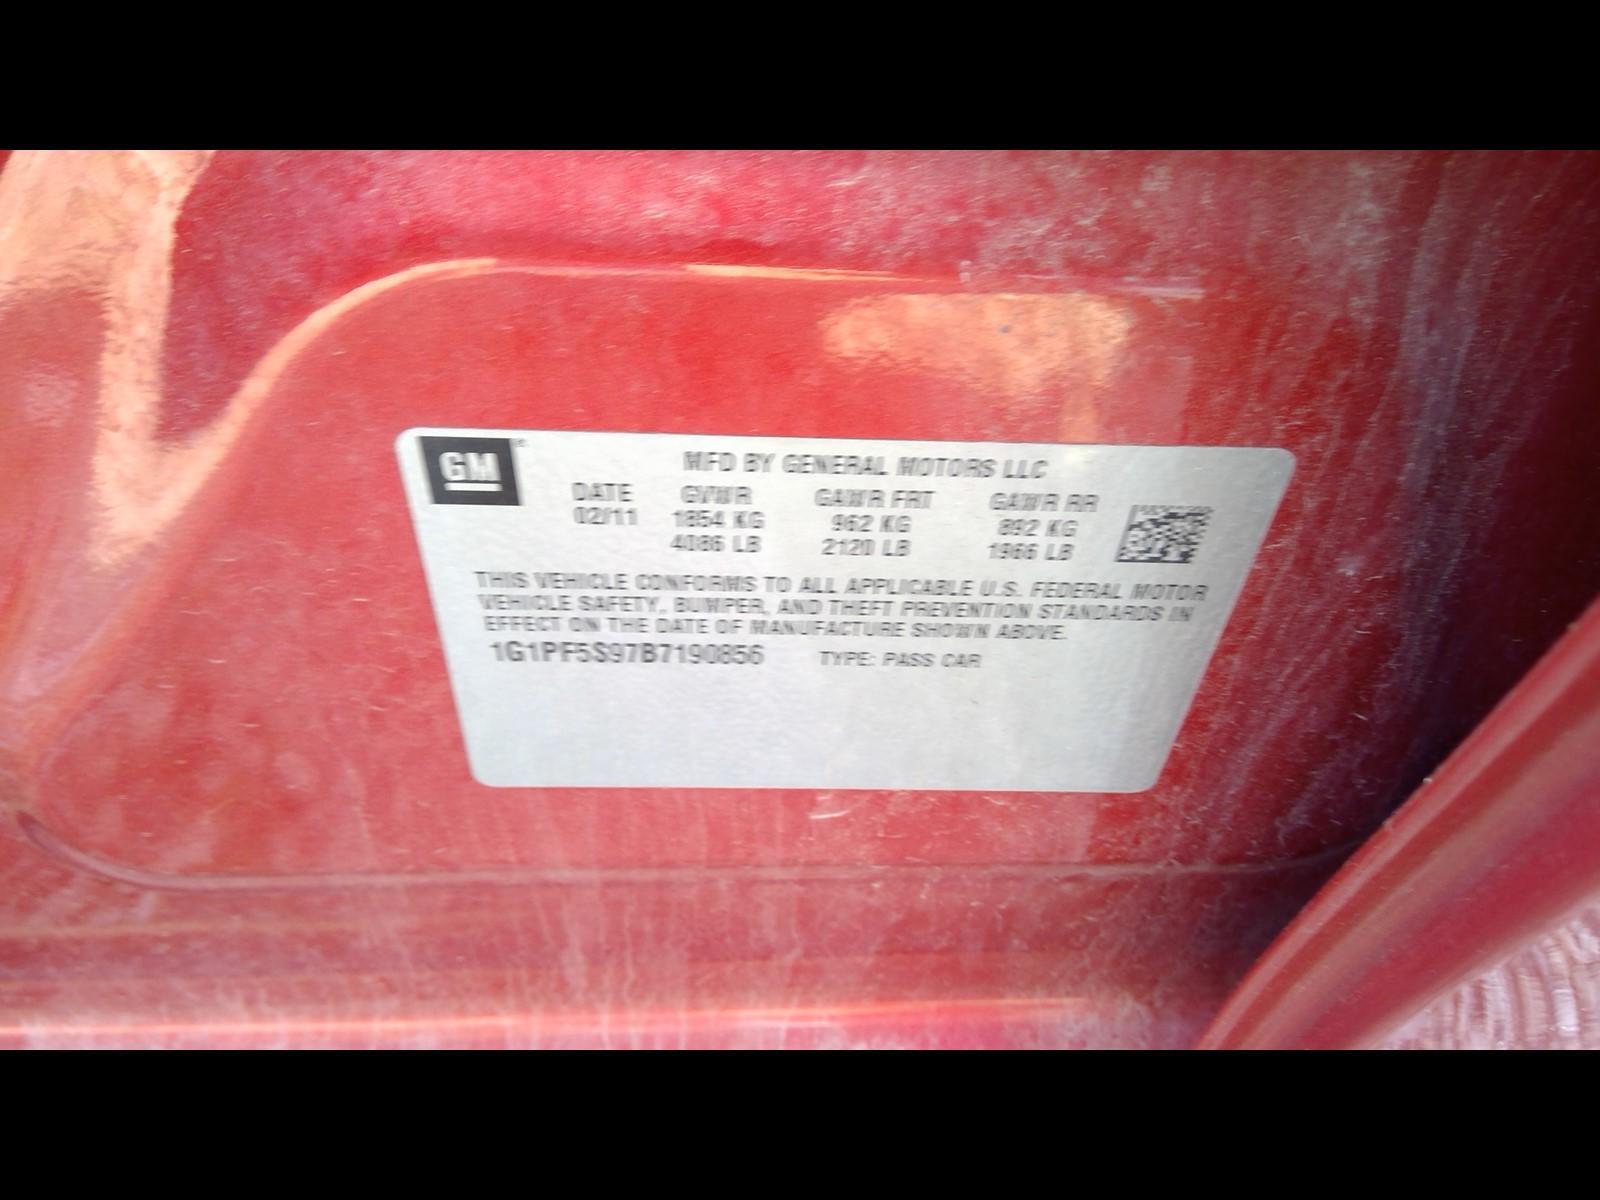 GM
MFD BY GENERAL MOTORS LLC
DATE GVWR GAWR FRT GAWR RR
02/11 1854 KG 962 KG 892 KG
4086 LB 2120 LB 1966 LB
THIS VEHICLE CONFORMS TO ALL APPLICABLE U.S. FEDERAL MOTOR
VEHICLE SAFETY, BUMPER, AND THEFT PREVENTION STANDARDS IN
EFFECT ON THE DATE OF MANUFACTURE SHOWN ABOVE.
1G1PF5S97B7190856 TYPE: PASS CAR